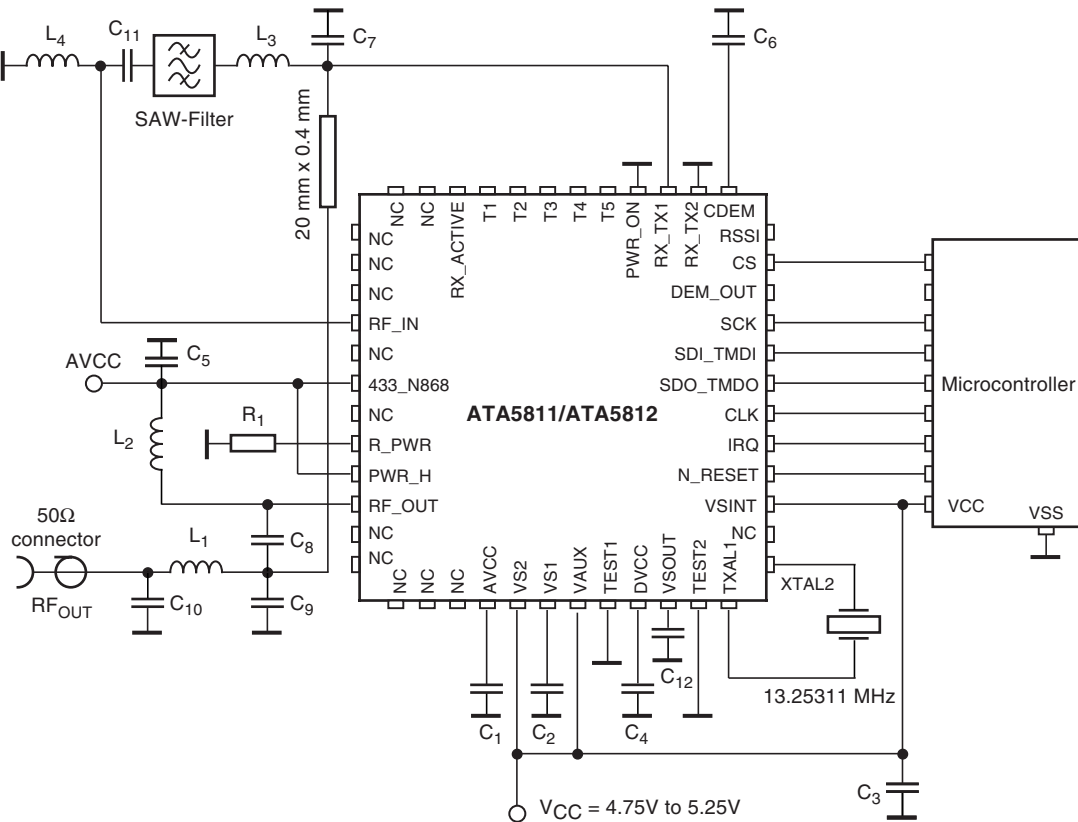 L4
C11
L3
C7
C6
SAW-Filter
20 mm x 0.4 mm
NC
NC
RX_ACTIVE
T1
T2
T3
T4
T5
PWR_ON
RX_TX1
RX_TX2
CDEM
NC
NC
NC
RF_IN
NC
433_N868
NC
R_PWR
PWR_H
RF_OUT
NC
NC
RSSI
CS
DEM_OUT
SCK
SDI_TMDI
SDO_TMDO
CLK
IRQ
N_RESET
VSINT
NC
XTAL2
ATA5811/ATA5812
Microcontroller
VCC
VSS
AVCC
C5
L2
R1
50Ω
connector
RFOUT
L1
C8
C10
C9
NC
NC
NC
AVCC
VS2
VS1
VAUX
TEST1
DVCC
VSOUT
TEST2
TXAL1
C1
C2
C4
C12
13.25311 MHz
C3
VCC = 4.75V to 5.25V